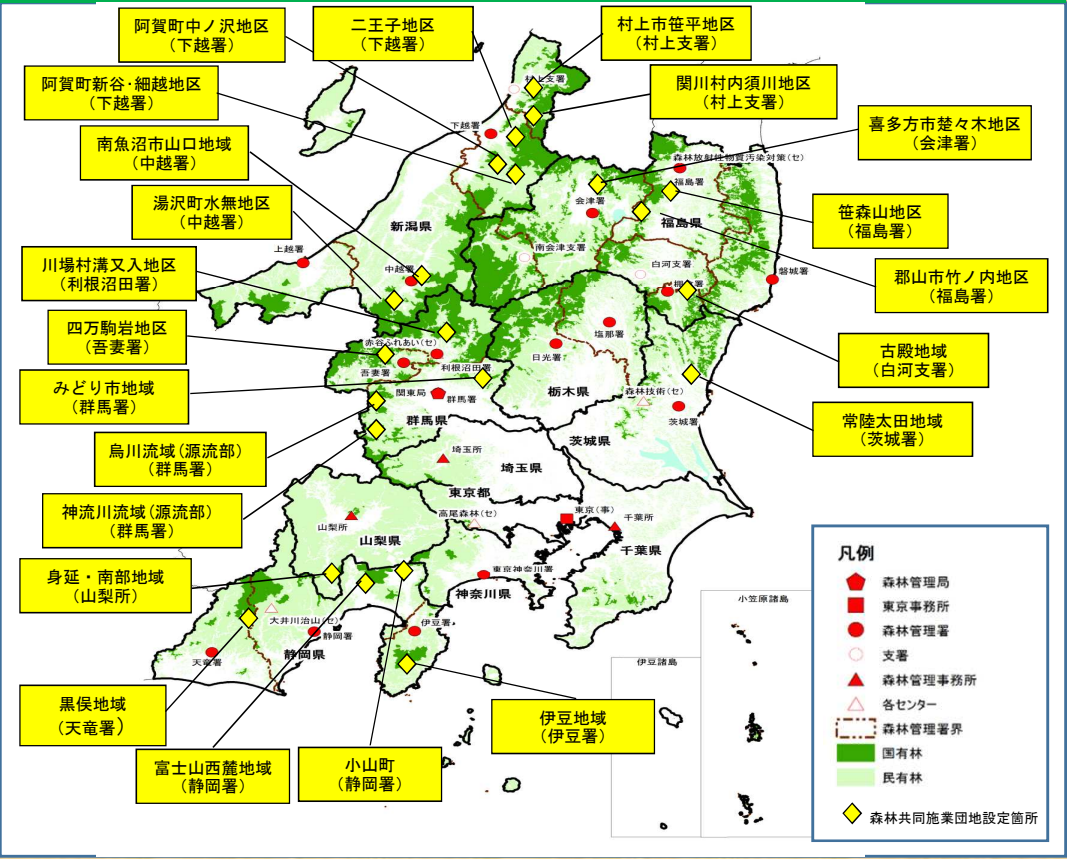 阿賀町中ノ沢地区
(下越署)
二王子地区
(下越署)
村上市笹平地区
(村上支署)
阿賀町新谷・細越地区
(下越署)
関川村内須川地区
(村上支署)
南魚沼市山口地域
(中越署)
喜多方市楚々木地区
(会津署)
湯沢町水無地区
(中越署)
笹森山地区
(福島署)
川場村溝又入地区
(利根沼田署)
郡山市竹ノ内地区
(福島署)
四万駒岩地区
(吾妻署)
古殿地域
(白河支署)
みどり市地域
(群馬署)
常陸太田地域
(茨城署)
烏川流域(源流部)
(群馬署)
神流川流域(源流部)
(群馬署)
身延・南部地域
(山梨所)
黒俣地域
(天竜署)
富士山西麓地域
(静岡署)
小山町
(静岡署)
伊豆地域
(伊豆署)
村上支署
下越署
森林放射性物質汚染対策(セ)
福島署
会津署
福島県
新潟県
南会津支署
上越署
中越署
白河支署
磐城署
棚倉署
塩那署
赤谷ふれあい(セ)
日光署
吾妻署
利根沼田署
関東局
群馬署
栃木県
森林技術(セ)
茨城署
群馬県
茨城県
埼玉所
埼玉県
東京都
高尾森林(セ)
東京(事)
千葉所
山梨所
山梨県
千葉県
東京神奈川署
神奈川県
大井川治山(セ)
静岡署
伊豆署
静岡県
天竜署
伊豆諸島
小笠原諸島
凡例
森林管理局
東京事務所
森林管理署
支署
森林管理事務所
各センター
森林管理署界
国有林
民有林
森林共同施業団地設定箇所